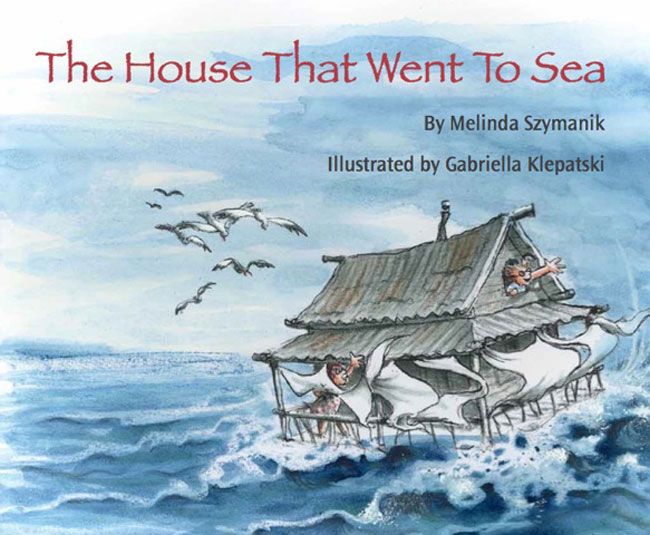 The House That Went To Sea
By Melinda Szymanik
Illustrated by Gabriella Klepatski